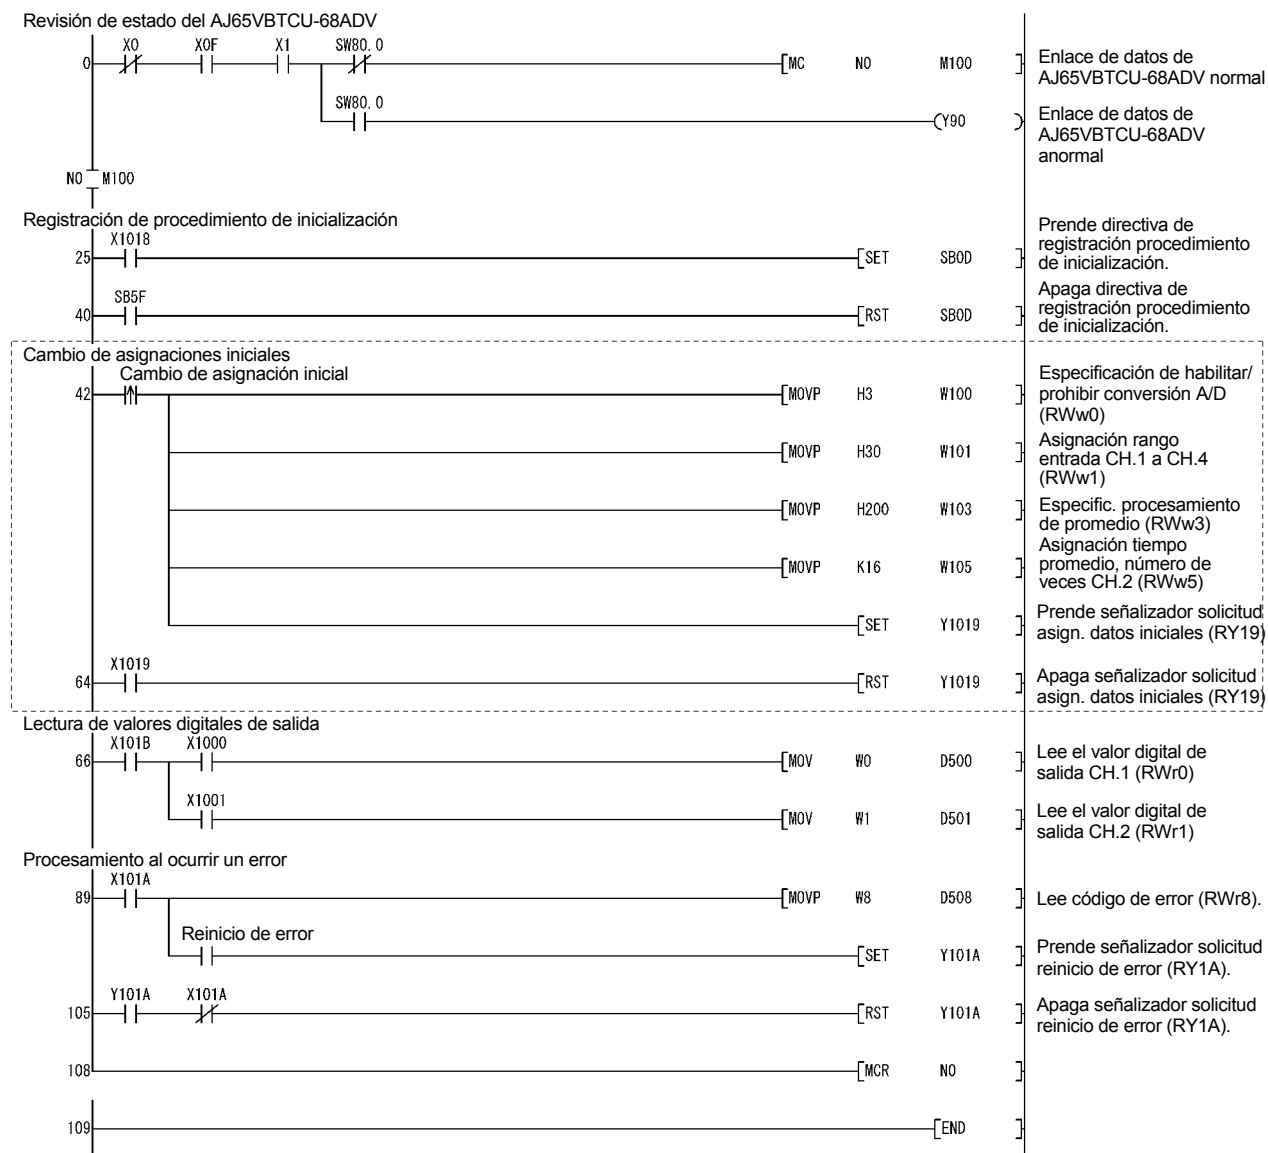 Revisión de estado del AJ65VBTCU-68ADV
X0 X0F X1 SW80.0
0 MC N0 M100
Enlace de datos de
AJ65VBTCU-68ADV normal
SW80.0
Y90
Enlace de datos de
AJ65VBTCU-68ADV
anormal
N0 M100
Registración de procedimiento de inicialización
X1018
25 SET SB0D
Prende directiva de
registración procedimiento
de inicialización.
SB5F
40 RST SB0D
Apaga directiva de
registración procedimiento
de inicialización.
Cambio de asignaciones iniciales
Cambio de asignación inicial
42 MOVP H3 W100
Especificación de habilitar/
prohibir conversión A/D
(RWw0)
MOVP H30 W101
Asignación rango
entrada CH.1 a CH.4
(RWw1)
MOVP H200 W103
Especific. procesamiento
de promedio (RWw3)
MOVP K16 W105
Asignación tiempo
promedio, número de
veces CH.2 (RWw5)
SET Y1019
Prende señalizador solicitud
asign. datos iniciales (RY19)
X1019
64 RST Y1019
Apaga señalizador solicitud
asign. datos iniciales (RY19)
Lectura de valores digitales de salida
X101B X1000
66 MOV W0 D500
Lee el valor digital de
salida CH.1 (RWr0)
X1001
MOV W1 D501
Lee el valor digital de
salida CH.2 (RWr1)
Procesamiento al ocurrir un error
X101A
89 MOVP W8 D508
Lee código de error (RWr8).
Reinicio de error
SET Y101A
Prende señalizador solicitud
reinicio de error (RY1A).
Y101A X101A
105 RST Y101A
Apaga señalizador solicitud
reinicio de error (RY1A).
108 MCR N0
109 END